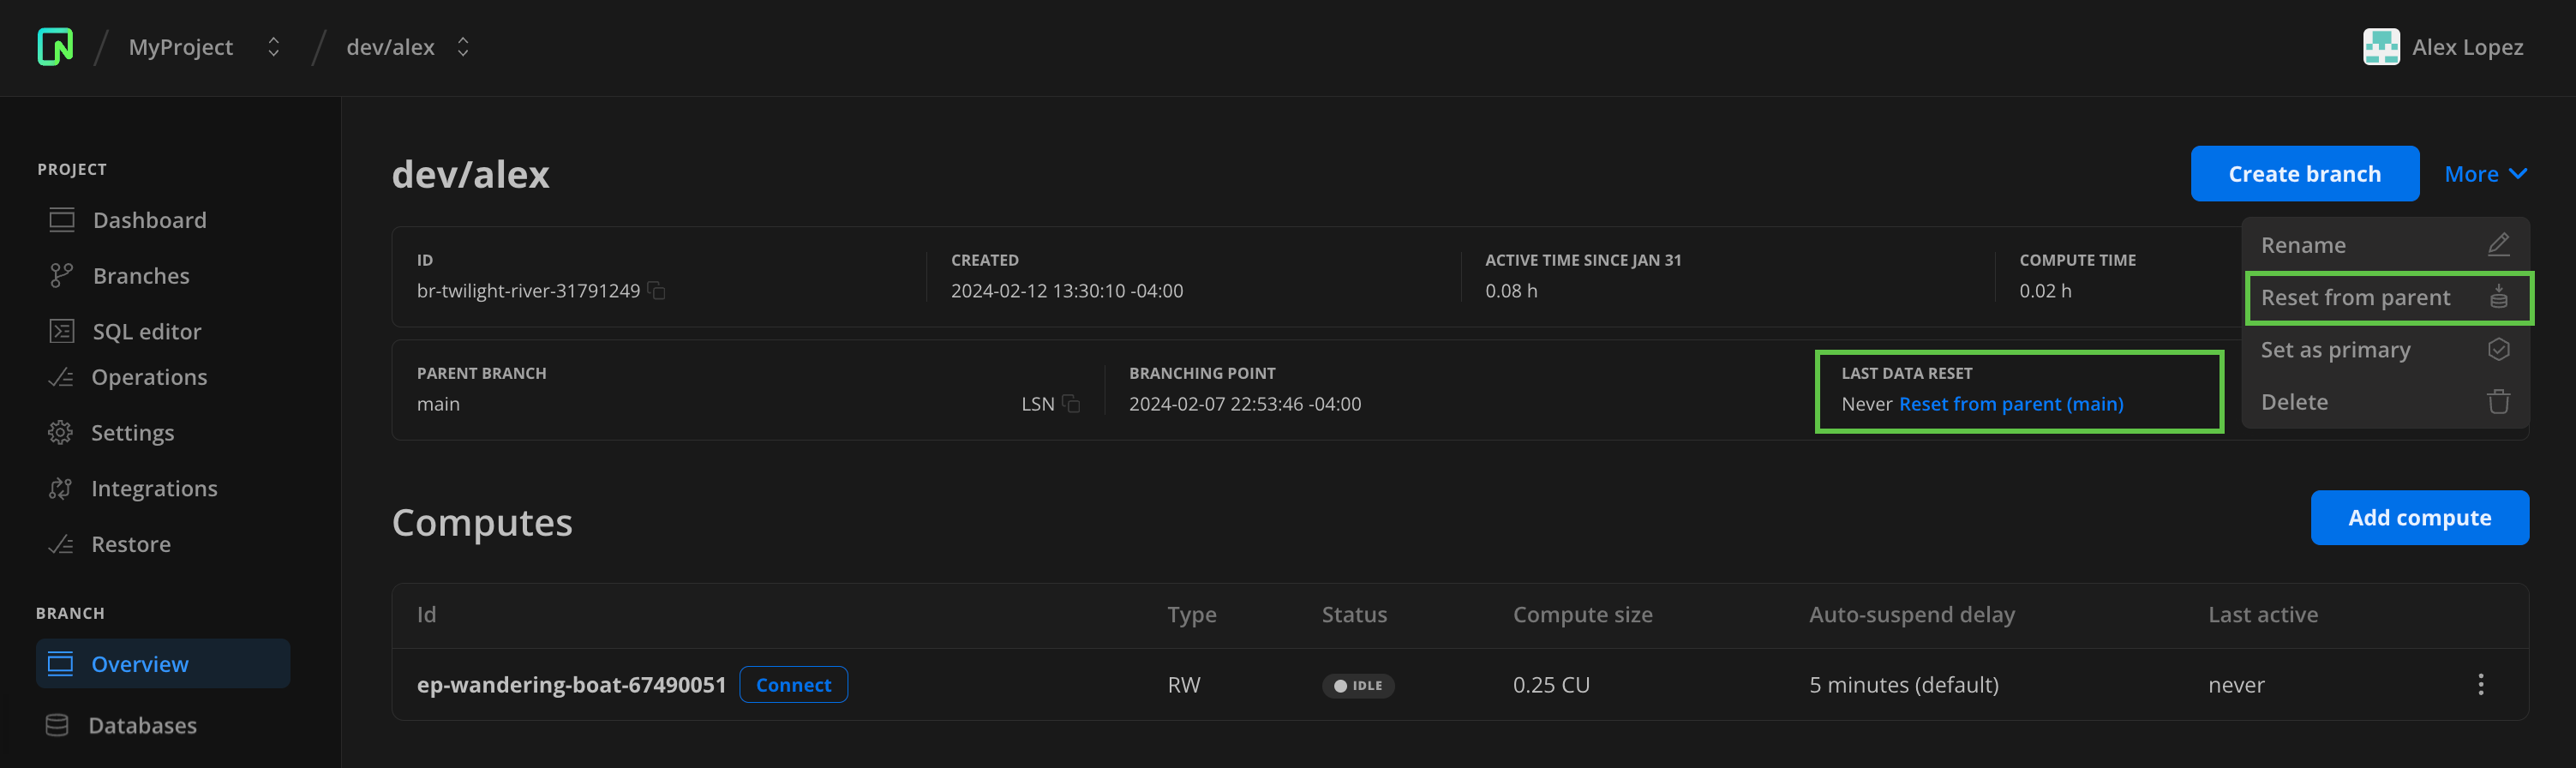 MyProject
dev/alex
Alex Lopez
PROJECT
Dashboard
Branches
SQL editor
Operations
Settings
Integrations
Restore
BRANCH
Overview
Databases
dev/alex
Create branch
More
Rename
Reset from parent
Set as primary
Delete
ID
br-twilight-river-31791249
CREATED
2024-02-12 13:30:10 -04:00
ACTIVE TIME SINCE JAN 31
0.08 h
COMPUTE TIME
0.02 h
PARENT BRANCH
main
LSN
BRANCHING POINT
2024-02-07 22:53:46 -04:00
LAST DATA RESET
Never Reset from parent (main)
Computes
Add compute
Id Type Status Compute size Auto-suspend delay Last active
ep-wandering-boat-67490051 Connect RW IDLE 0.25 CU 5 minutes (default) never